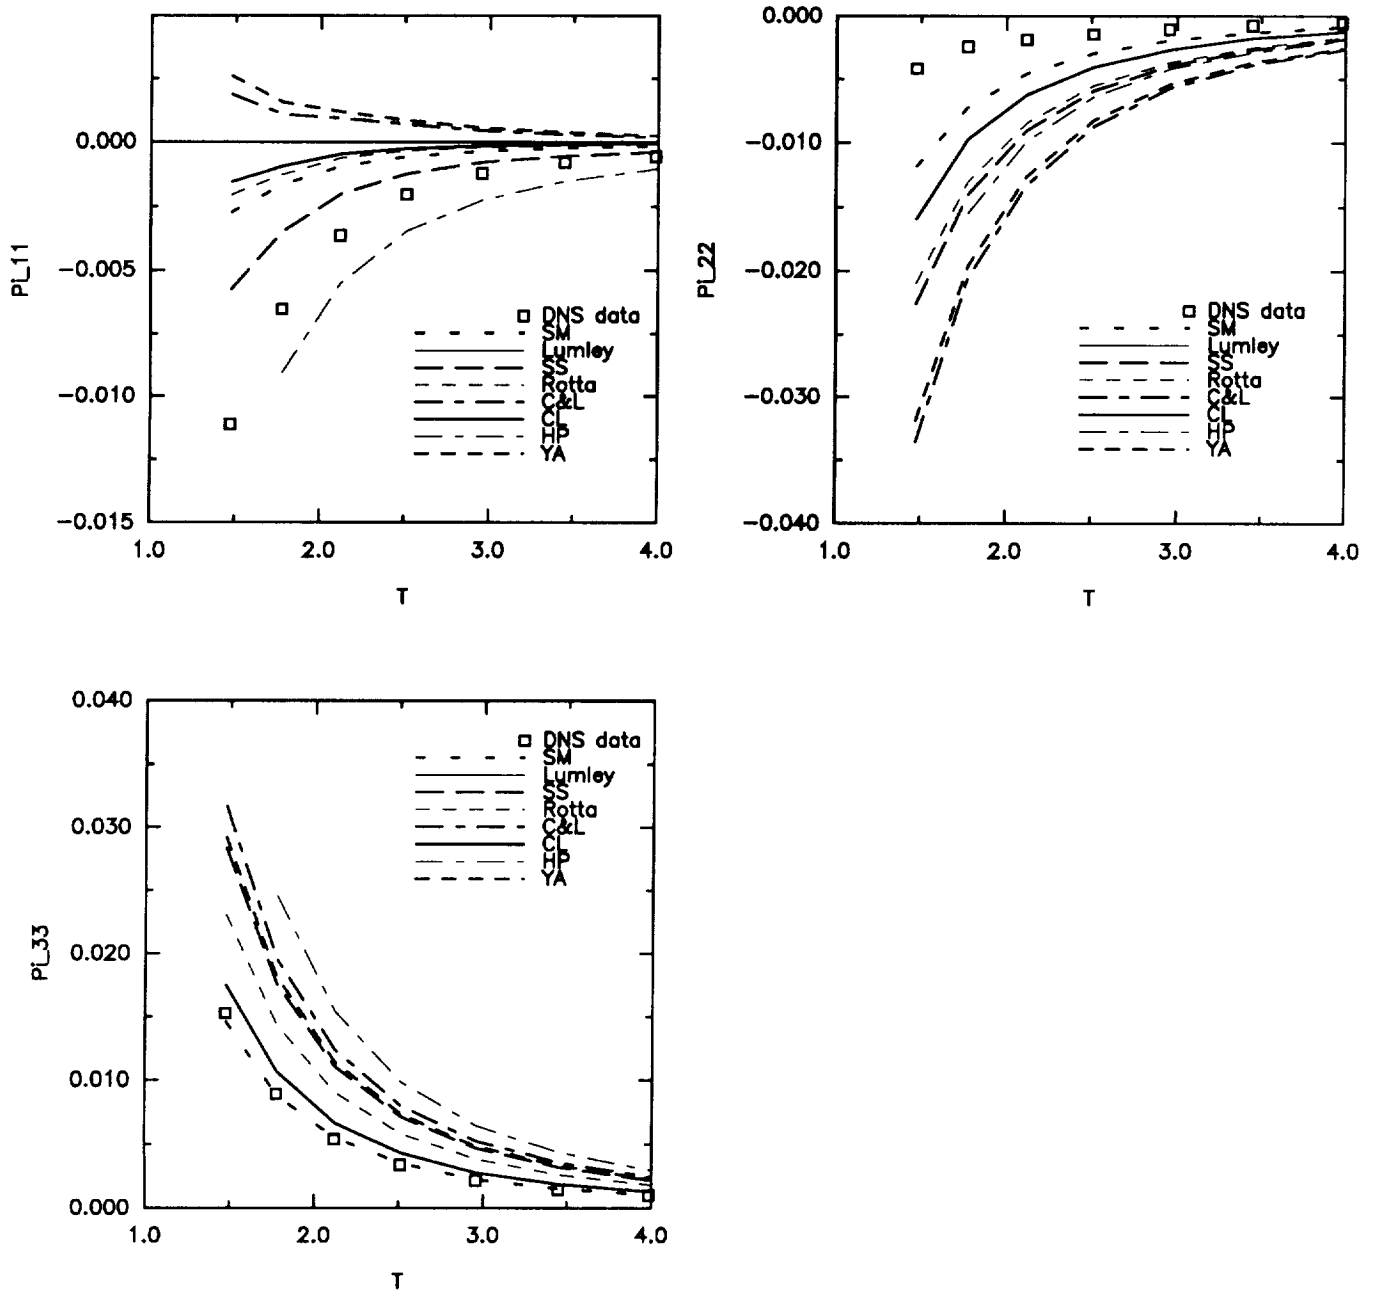 0.000
-0.005
-0.010
-0.015
1.0
2.0
3.0
4.0
T
Pi_11
DNS data
SM
Lumley
SS
Rotta
C&L
CL
HP
YA
0.000
-0.010
-0.020
-0.030
-0.040
1.0
2.0
3.0
4.0
T
Pi_22
DNS data
SM
Lumley
SS
Rotta
C&L
CL
HP
YA
0.040
0.030
0.020
0.010
0.000
1.0
2.0
3.0
4.0
T
Pi_33
DNS data
SM
Lumley
SS
Rotta
C&L
CL
HP
YA